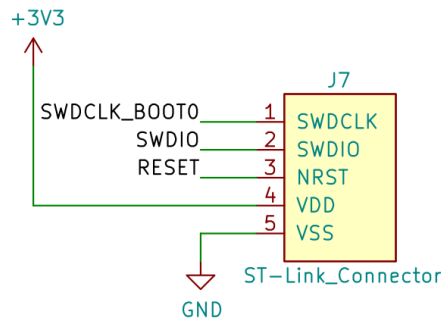 +3V3
J7
SWDCLK_BOOT0 1 SWDCLK
SWDIO 2 SWDIO
RESET 3 NRST
4 VDD
5 VSS
ST-Link_Connector
GND